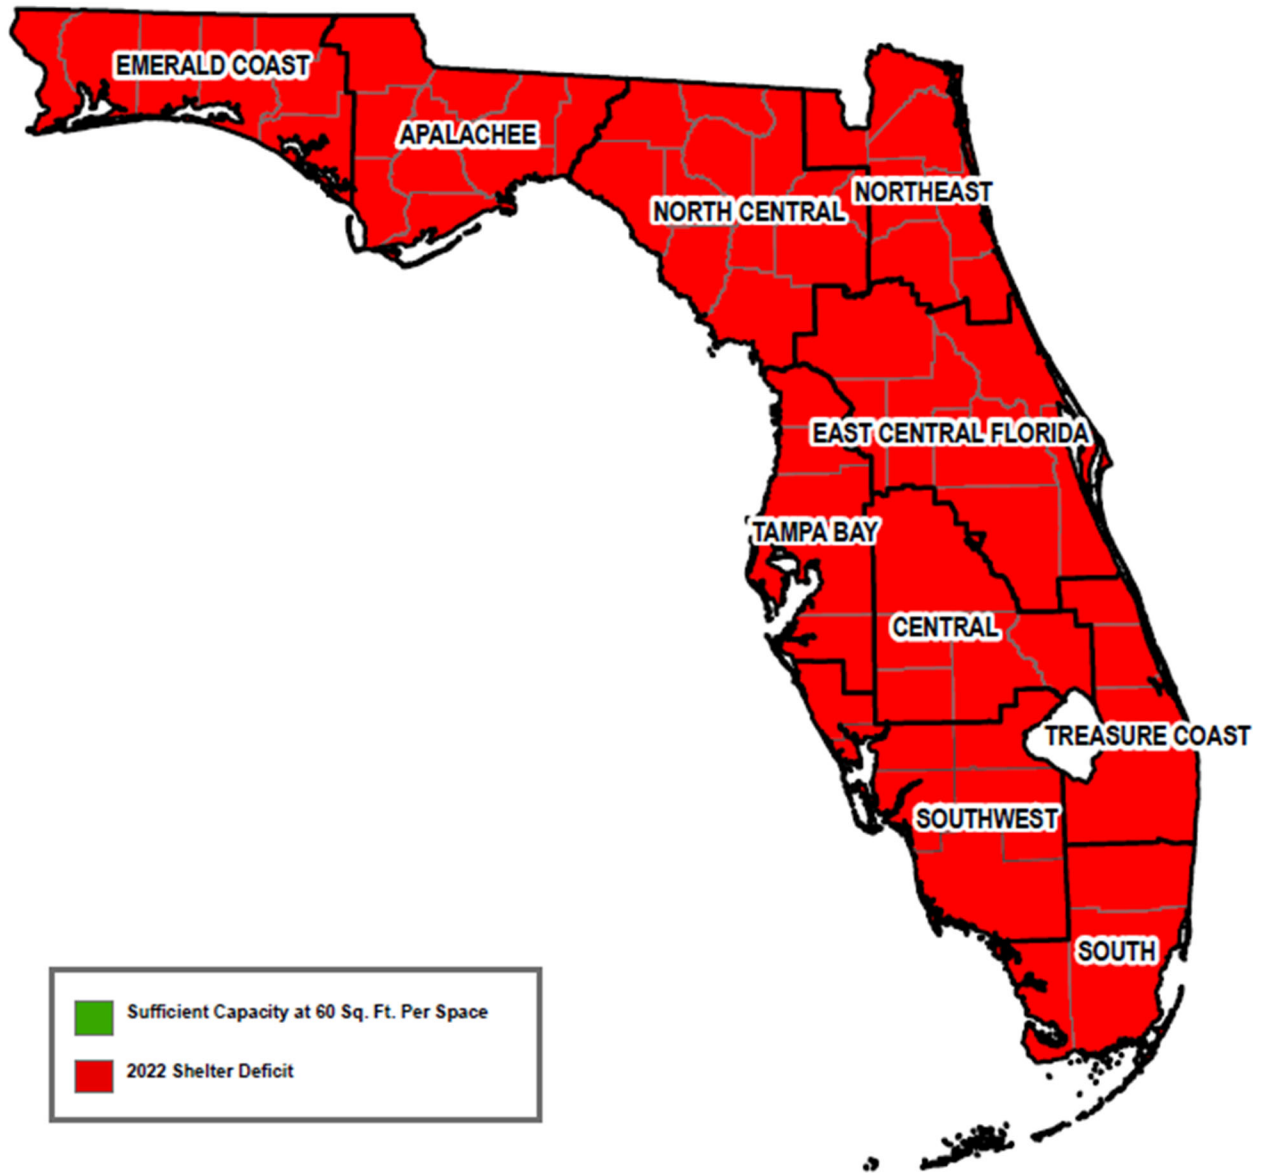 EMERALD COAST
APALACHEE
NORTHEAST
NORTH CENTRAL
EAST CENTRAL FLORIDA
TAMPA BAY
CENTRAL
TREASURE COAST
SOUTHWEST
SOUTH
Sufficient Capacity at 60 Sq. Ft. Per Space
2022 Shelter Deficit